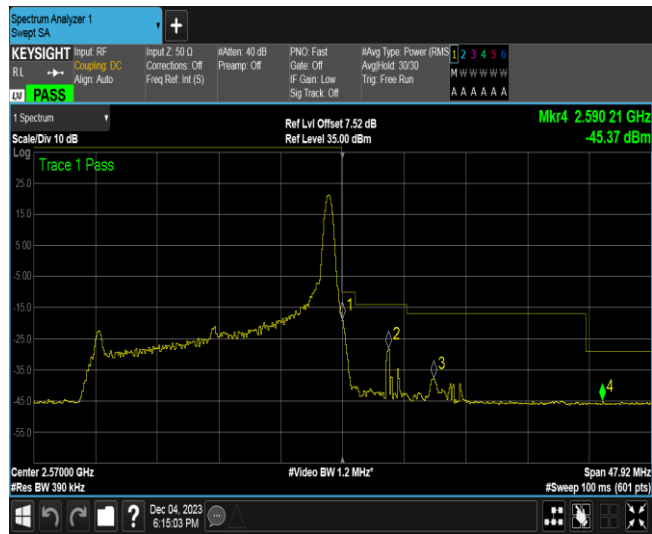 Spectrum Analyzer 1
Swept SA
+
KEYSIGHT Input: RF
RL
Coupling: DC
Align: Auto
LXI PASS
Input Z: 50 Ω
Corrections: Off
Freq Ref: Int (S)
#Atten: 40 dB
Preamp: Off
PNO: Fast
Gate: Off
IF Gain: Low
Sig Track: Off
#Avg Type: Power (RMS
Avg|Hold: 30/30
Trig: Free Run
1 2 3 4 5 6
M W W W W W
A A A A A A
1 Spectrum
Scale/Div 10 dB
Ref Lvl Offset 7.52 dB
Ref Level 35.00 dBm
Mkr4 2.590 21 GHz
-45.37 dBm
Log
Trace 1 Pass
25.0
15.0
5.00
-5.00
-15.0
-25.0
-35.0
-45.0
-55.0
1
2
3
4
Center 2.57000 GHz
#Res BW 390 kHz
#Video BW 1.2 MHz*
Span 47.92 MHz
#Sweep 100 ms (601 pts)
?
Dec 04, 2023
6:15:03 PM